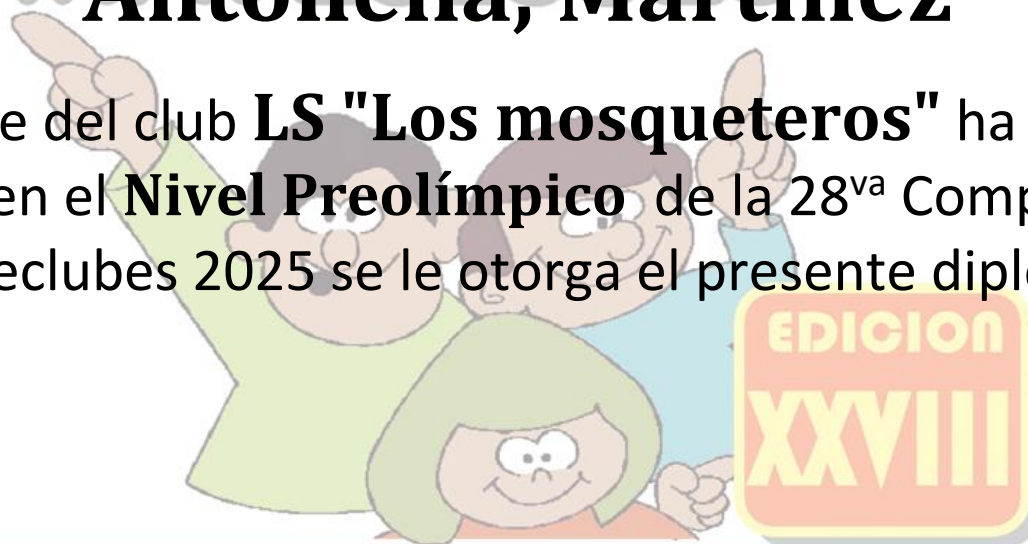 Antonella, Martínez
e del club LS "Los mosqueteros" ha
en el Nivel Preolímpico de la 28va Comp
eclubes 2025 se le otorga el presente dipl
EDICION
XXVIII